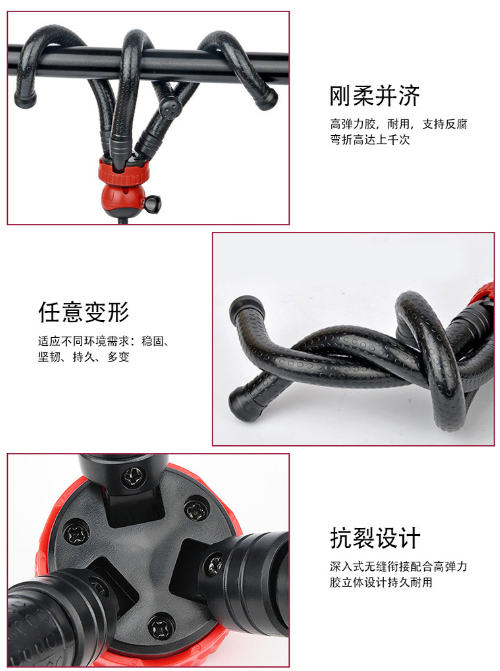 刚柔并济
高弹力胶，耐用，支持反腐
弯折高达上千次
任意变形
适应不同环境需求：稳固、
坚韧、持久、多变
抗裂设计
深入式无缝衔接配合高弹力
胶立体设计持久耐用